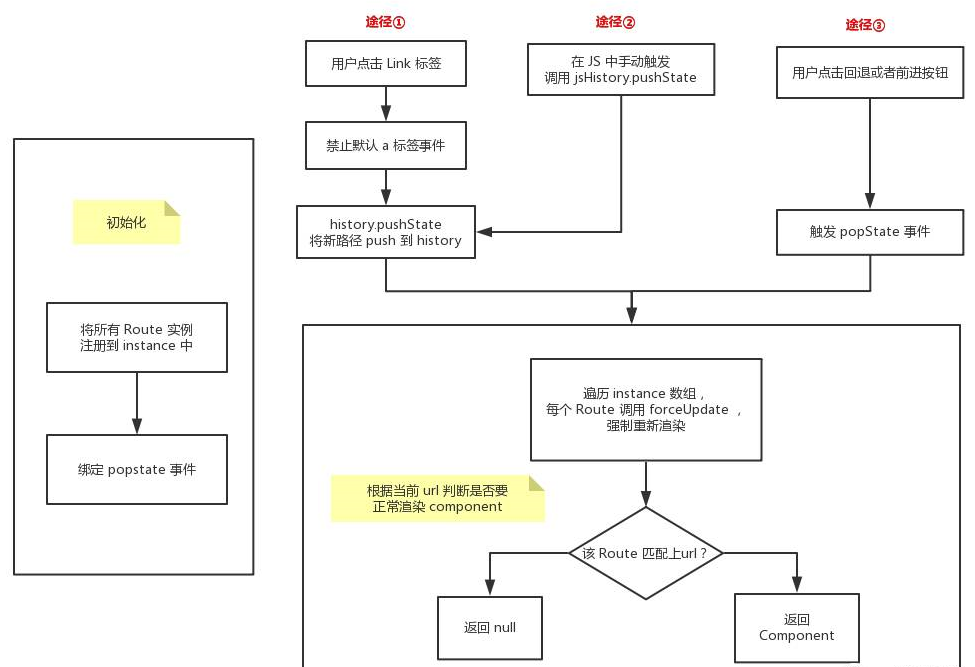 途径①
途径②
途径③
用户点击 Link 标签
在 JS 中手动触发
调用 jsHistory.pushState
用户点击回退或者前进按钮
禁止默认 a 标签事件
history.pushState
将新路径 push 到 history
触发 popState 事件
初始化
将所有 Route 实例
注册到 instance 中
绑定 popstate 事件
遍历 instance 数组，
每个 Route 调用 forceUpdate ，
强制重新渲染
根据当前 url 判断是否要
正常渲染 component
该 Route 匹配上url？
返回 null
返回
Component